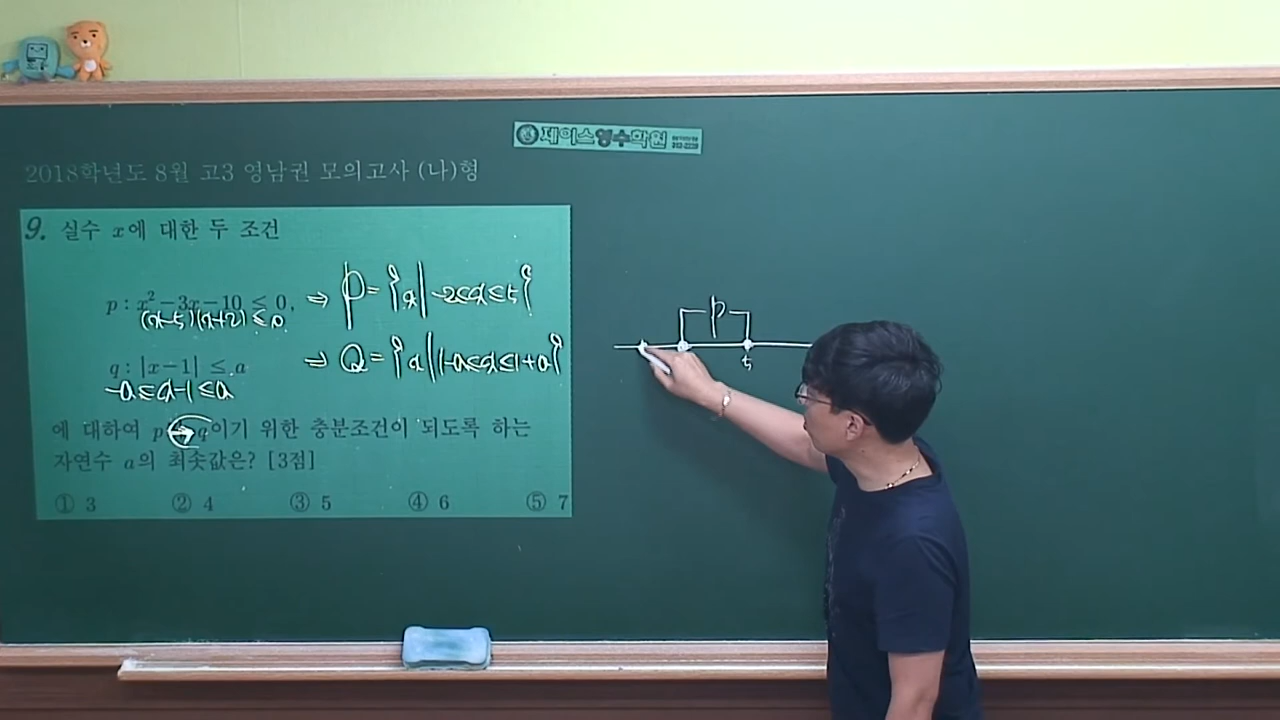 제이스영수학원
2018학년도 8월 고3 영남권 모의고사 (나)형
9. 실수 x에 대한 두 조건
p : x² − 3x − 10 ≤ 0, ⇒ P = {x | -2≤x≤5}
(x-5)(x+2) ≤ 0
q : |x − 1| ≤ a ⇒ Q = {x | 1-a≤x≤1+a}
-a ≤ x-1 ≤ a
에 대하여 p → q이기 위한 충분조건이 되도록 하는
자연수 a의 최솟값은? [3점]
① 3 ② 4 ③ 5 ④ 6 ⑤ 7
P
5